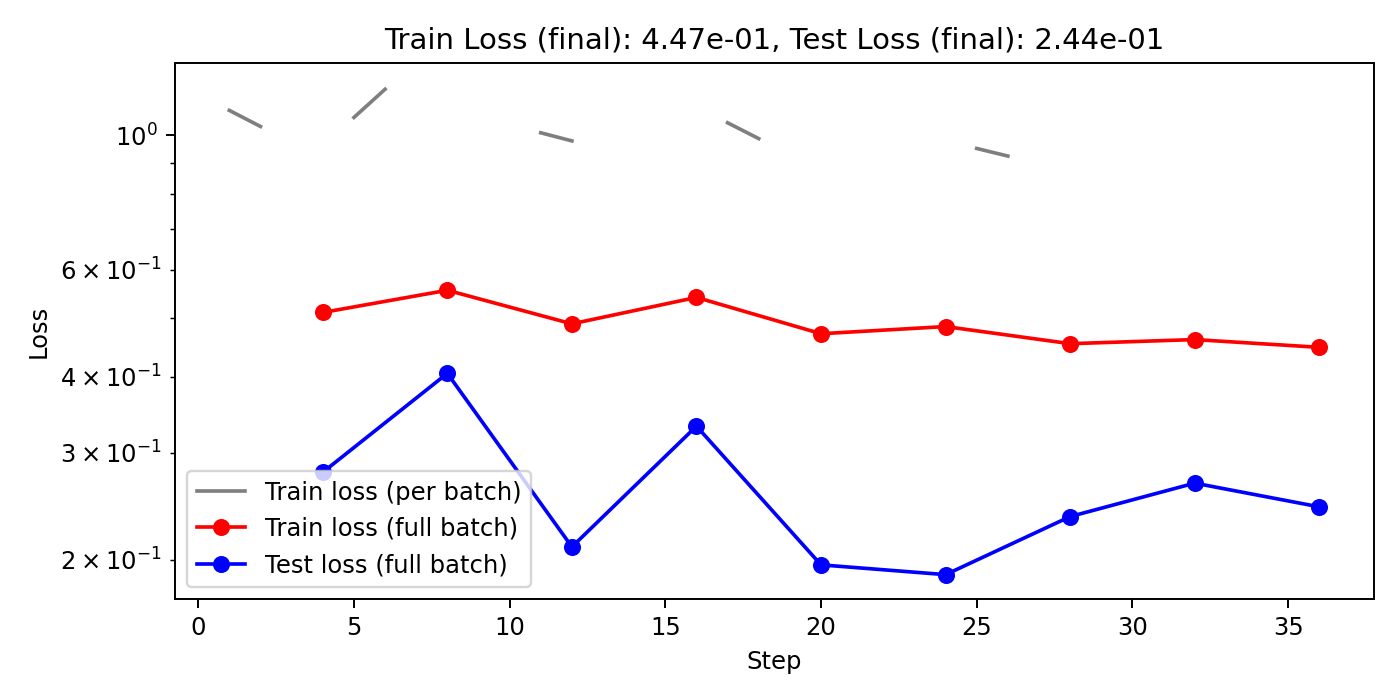 Train Loss (final): 4.47e-01, Test Loss (final): 2.44e-01
Loss
10⁰
6 × 10⁻¹
4 × 10⁻¹
3 × 10⁻¹
2 × 10⁻¹
Train loss (per batch)
Train loss (full batch)
Test loss (full batch)
0 5 10 15 20 25 30 35
Step